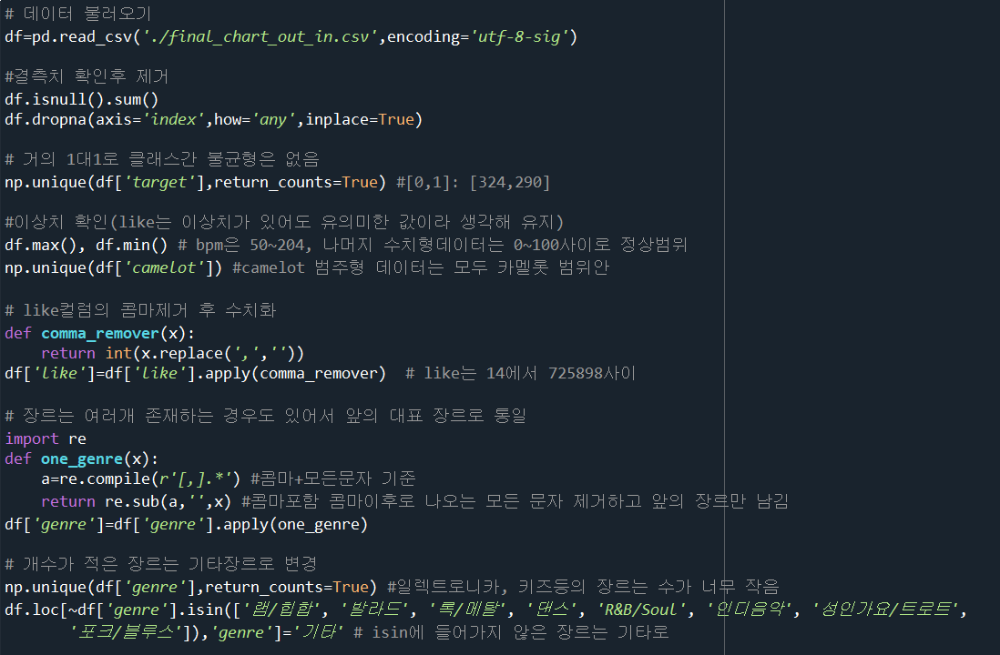 # 데이터 불러오기
df=pd.read_csv('./final_chart_out_in.csv',encoding='utf-8-sig')
#결측치 확인후 제거
df.isnull().sum()
df.dropna(axis='index',how='any',inplace=True)
# 거의 1대1로 클래스간 불균형은 없음
np.unique(df['target'],return_counts=True) #[0,1]: [324,290]
#이상치 확인(like는 이상치가 있어도 유의미한 값이라 생각해 유지)
df.max(), df.min() # bpm은 50~204, 나머지 수치형데이터는 0~100사이로 정상범위
np.unique(df['camelot']) #camelot 범주형 데이터는 모두 카멜롯 범위안
# like컬럼의 콤마제거 후 수치화
def comma_remover(x):
    return int(x.replace(',',''))
df['like']=df['like'].apply(comma_remover)  # like는 14에서 725898사이
# 장르는 여러개 존재하는 경우도 있어서 앞의 대표 장르로 통일
import re
def one_genre(x):
    a=re.compile(r'[,].*') #콤마+모든문자 기준
    return re.sub(a,'',x) #콤마포함 콤마이후로 나오는 모든 문자 제거하고 앞의 장르만 남김
df['genre']=df['genre'].apply(one_genre)
# 개수가 적은 장르는 기타장르로 변경
np.unique(df['genre'],return_counts=True) #일렉트로니카, 키즈등의 장르는 수가 너무 작음
df.loc[~df['genre'].isin(['랩/힙합', '발라드', '록/메탈', '댄스', 'R&B/Soul', '인디음악', '성인가요/트로트',
       '포크/블루스']),'genre']='기타' # isin에 들어가지 않은 장르는 기타로